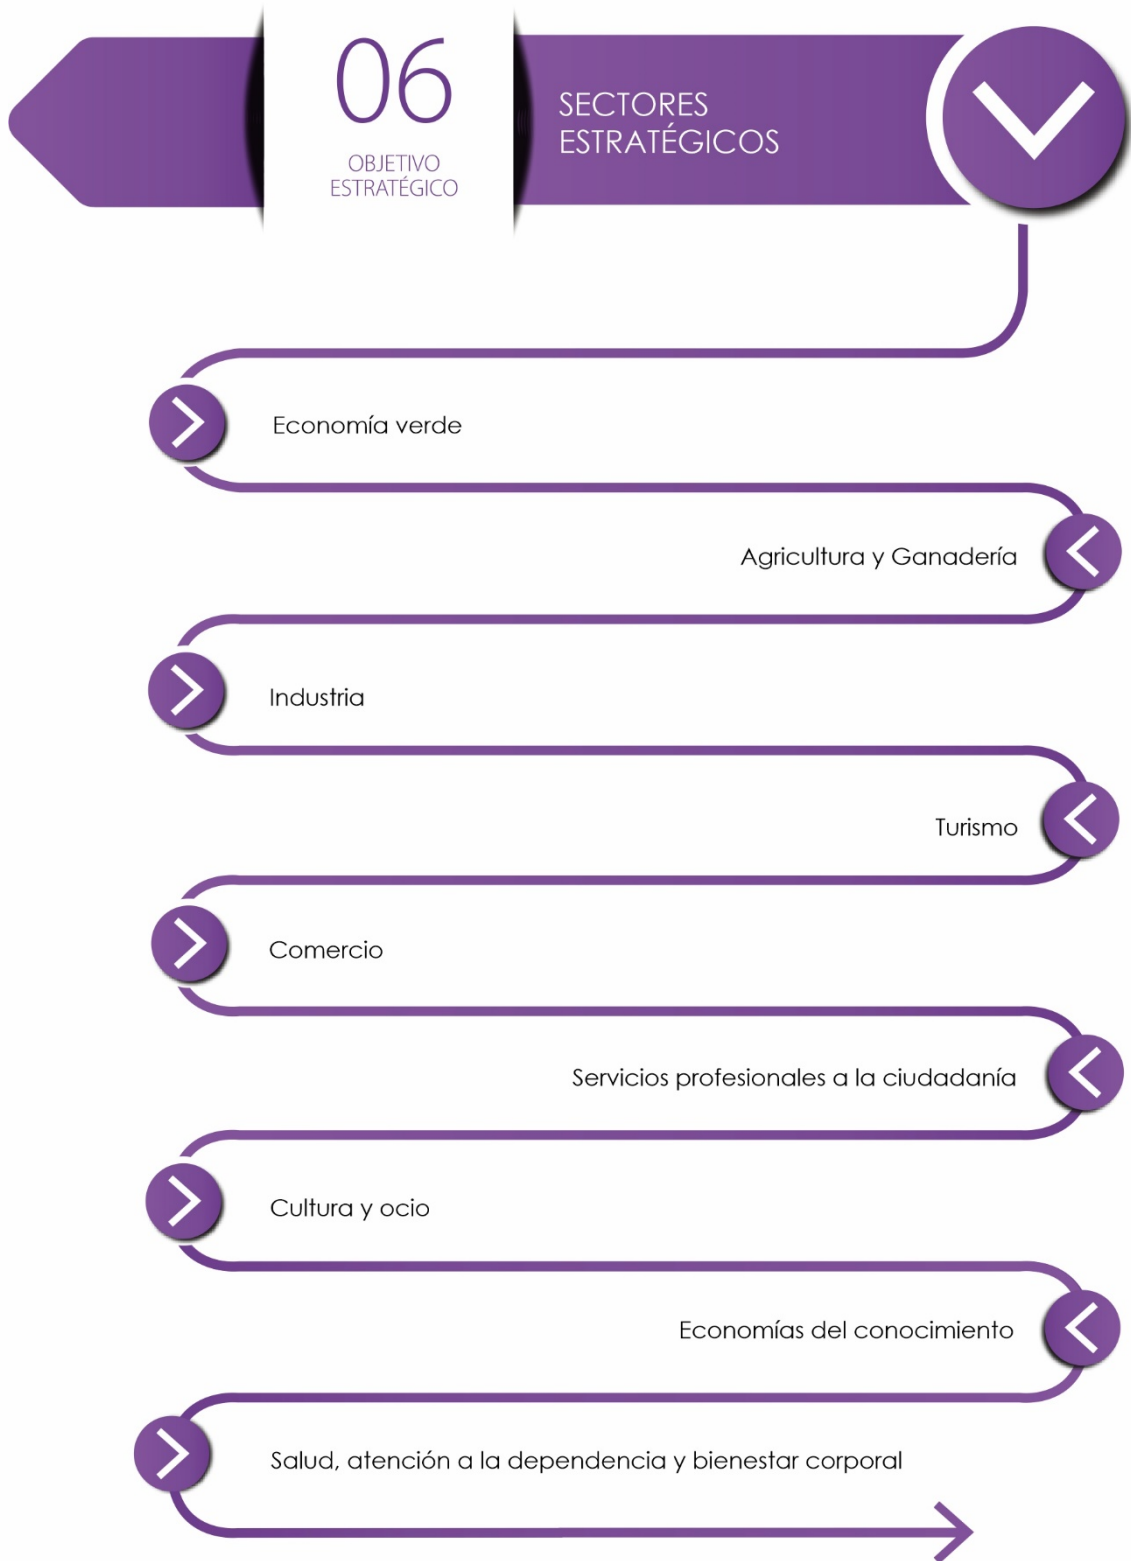 06
OBJETIVO
ESTRATÉGICO
SECTORES
ESTRATÉGICOS
Economía verde
Agricultura y Ganadería
Industria
Turismo
Comercio
Servicios profesionales a la ciudadanía
Cultura y ocio
Economías del conocimiento
Salud, atención a la dependencia y bienestar corporal